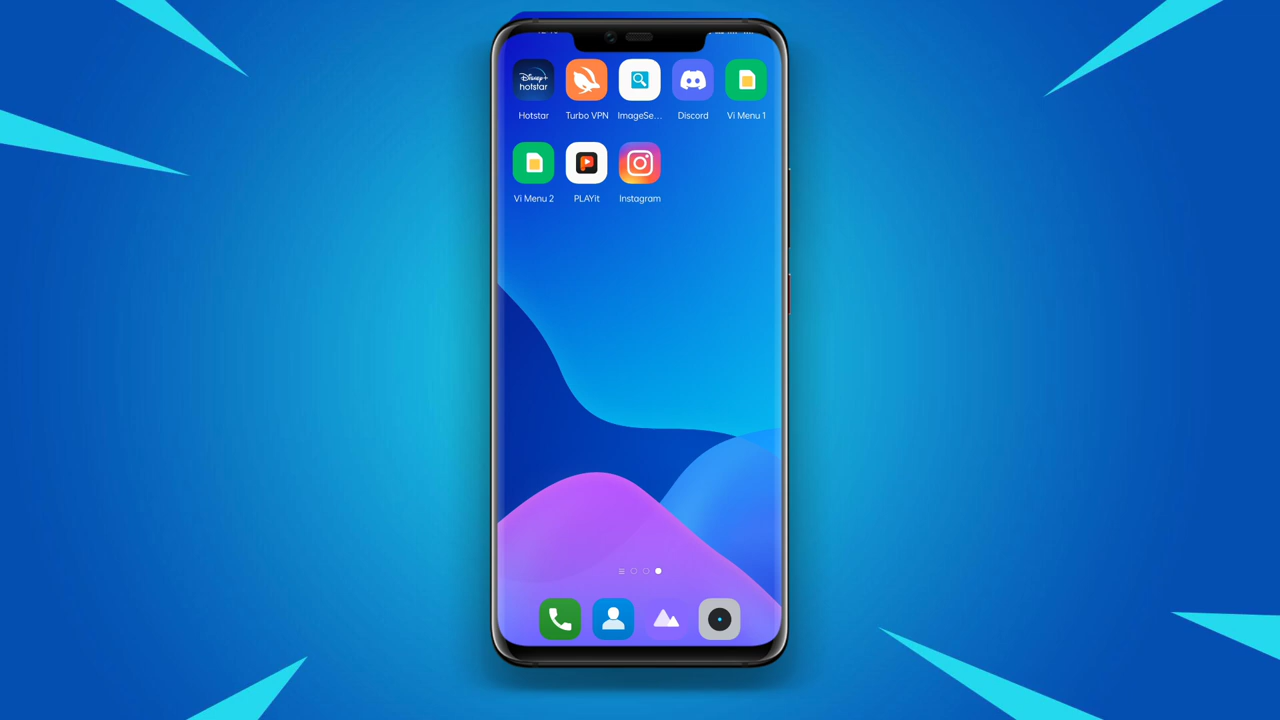 Disney+
hotstar
Hotstar
Turbo VPN
ImageSe...
Discord
Vi Menu 1
Vi Menu 2
PLAYit
Instagram